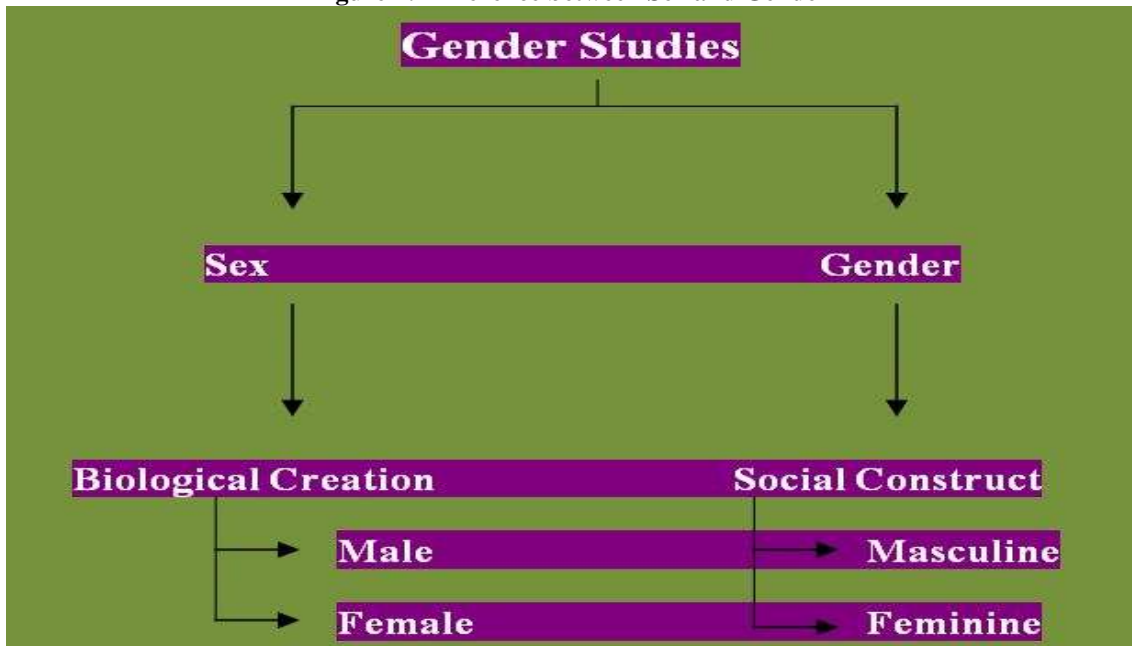 Gender Studies
Sex Gender
Biological Creation Social Construct
Male Masculine
Female Feminine